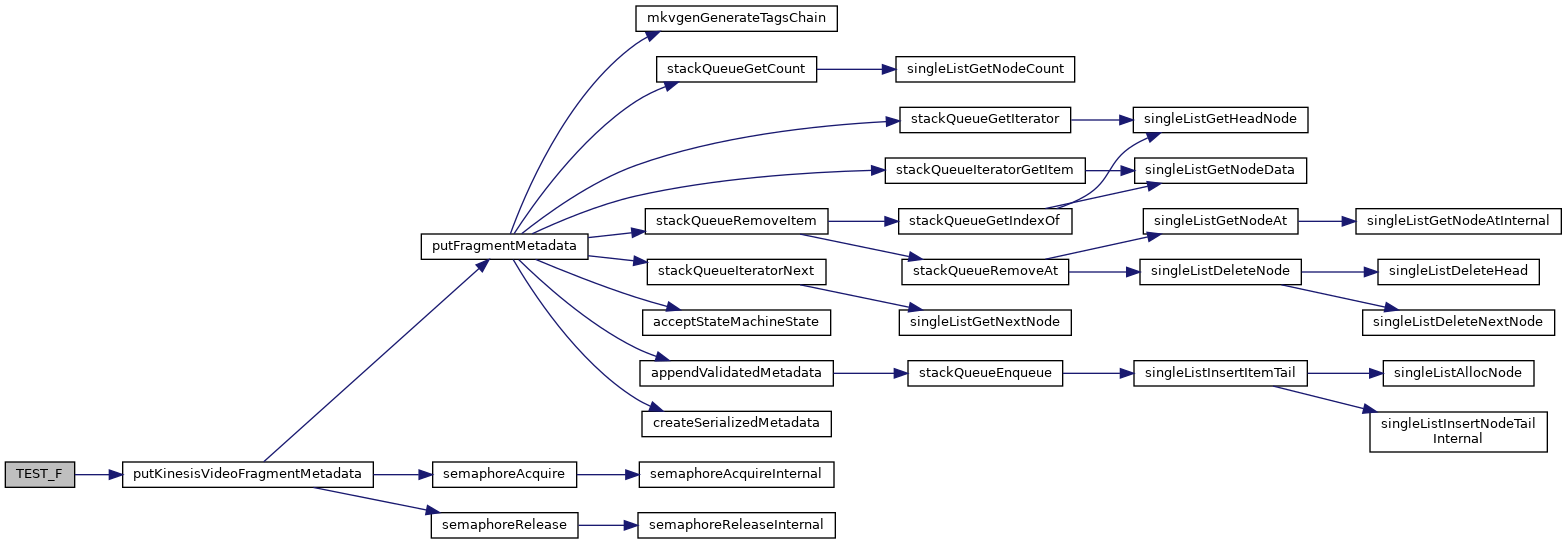 mkvgenGenerateTagsChain
stackQueueGetCount
singleListGetNodeCount
stackQueueGetIterator
singleListGetHeadNode
stackQueueIteratorGetItem
singleListGetNodeData
stackQueueRemoveItem
stackQueueGetIndexOf
singleListGetNodeAt
singleListGetNodeAtInternal
putFragmentMetadata
stackQueueIteratorNext
stackQueueRemoveAt
singleListDeleteNode
singleListDeleteHead
acceptStateMachineState
singleListGetNextNode
singleListDeleteNextNode
appendValidatedMetadata
stackQueueEnqueue
singleListInsertItemTail
singleListAllocNode
createSerializedMetadata
singleListInsertNodeTail
Internal
TEST_F
putKinesisVideoFragmentMetadata
semaphoreAcquire
semaphoreAcquireInternal
semaphoreRelease
semaphoreReleaseInternal